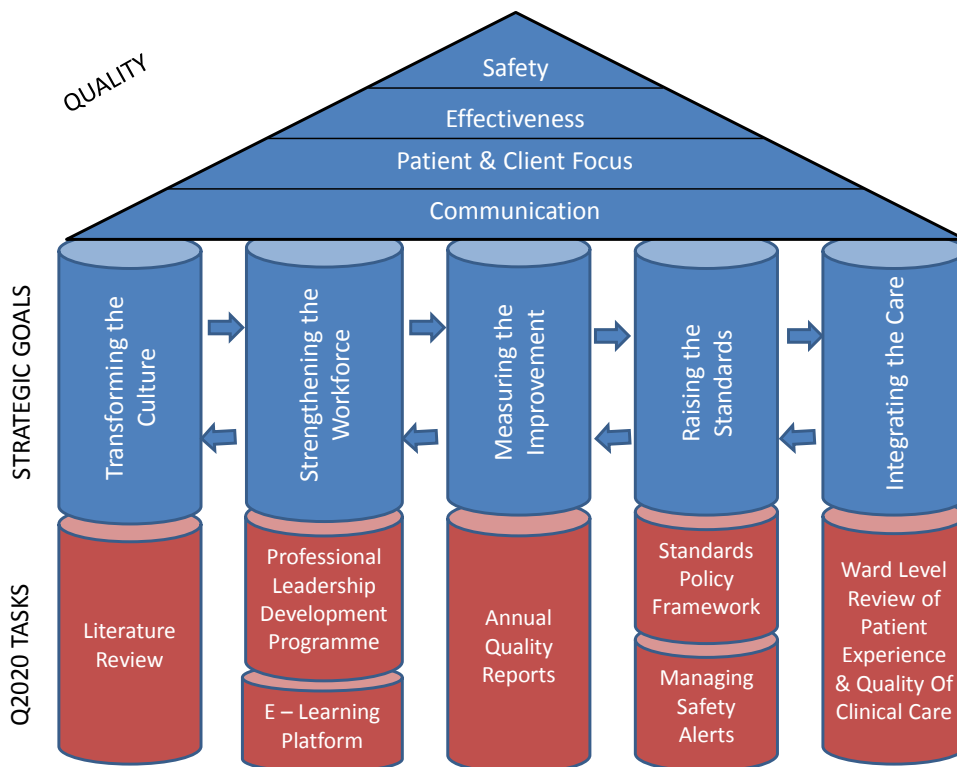 QUALITY
Safety
Effectiveness
Patient & Client Focus
Communication
STRATEGIC GOALS
Transforming the
Culture
Strengthening the
Workforce
Measuring the
Improvement
Raising the
Standards
Integrating the Care
Q2020 TASKS
Literature
Review
Professional
Leadership
Development
Programme
E – Learning
Platform
Annual
Quality
Reports
Standards
Policy
Framework
Managing
Safety
Alerts
Ward Level
Review of
Patient
Experience
& Quality Of
Clinical Care